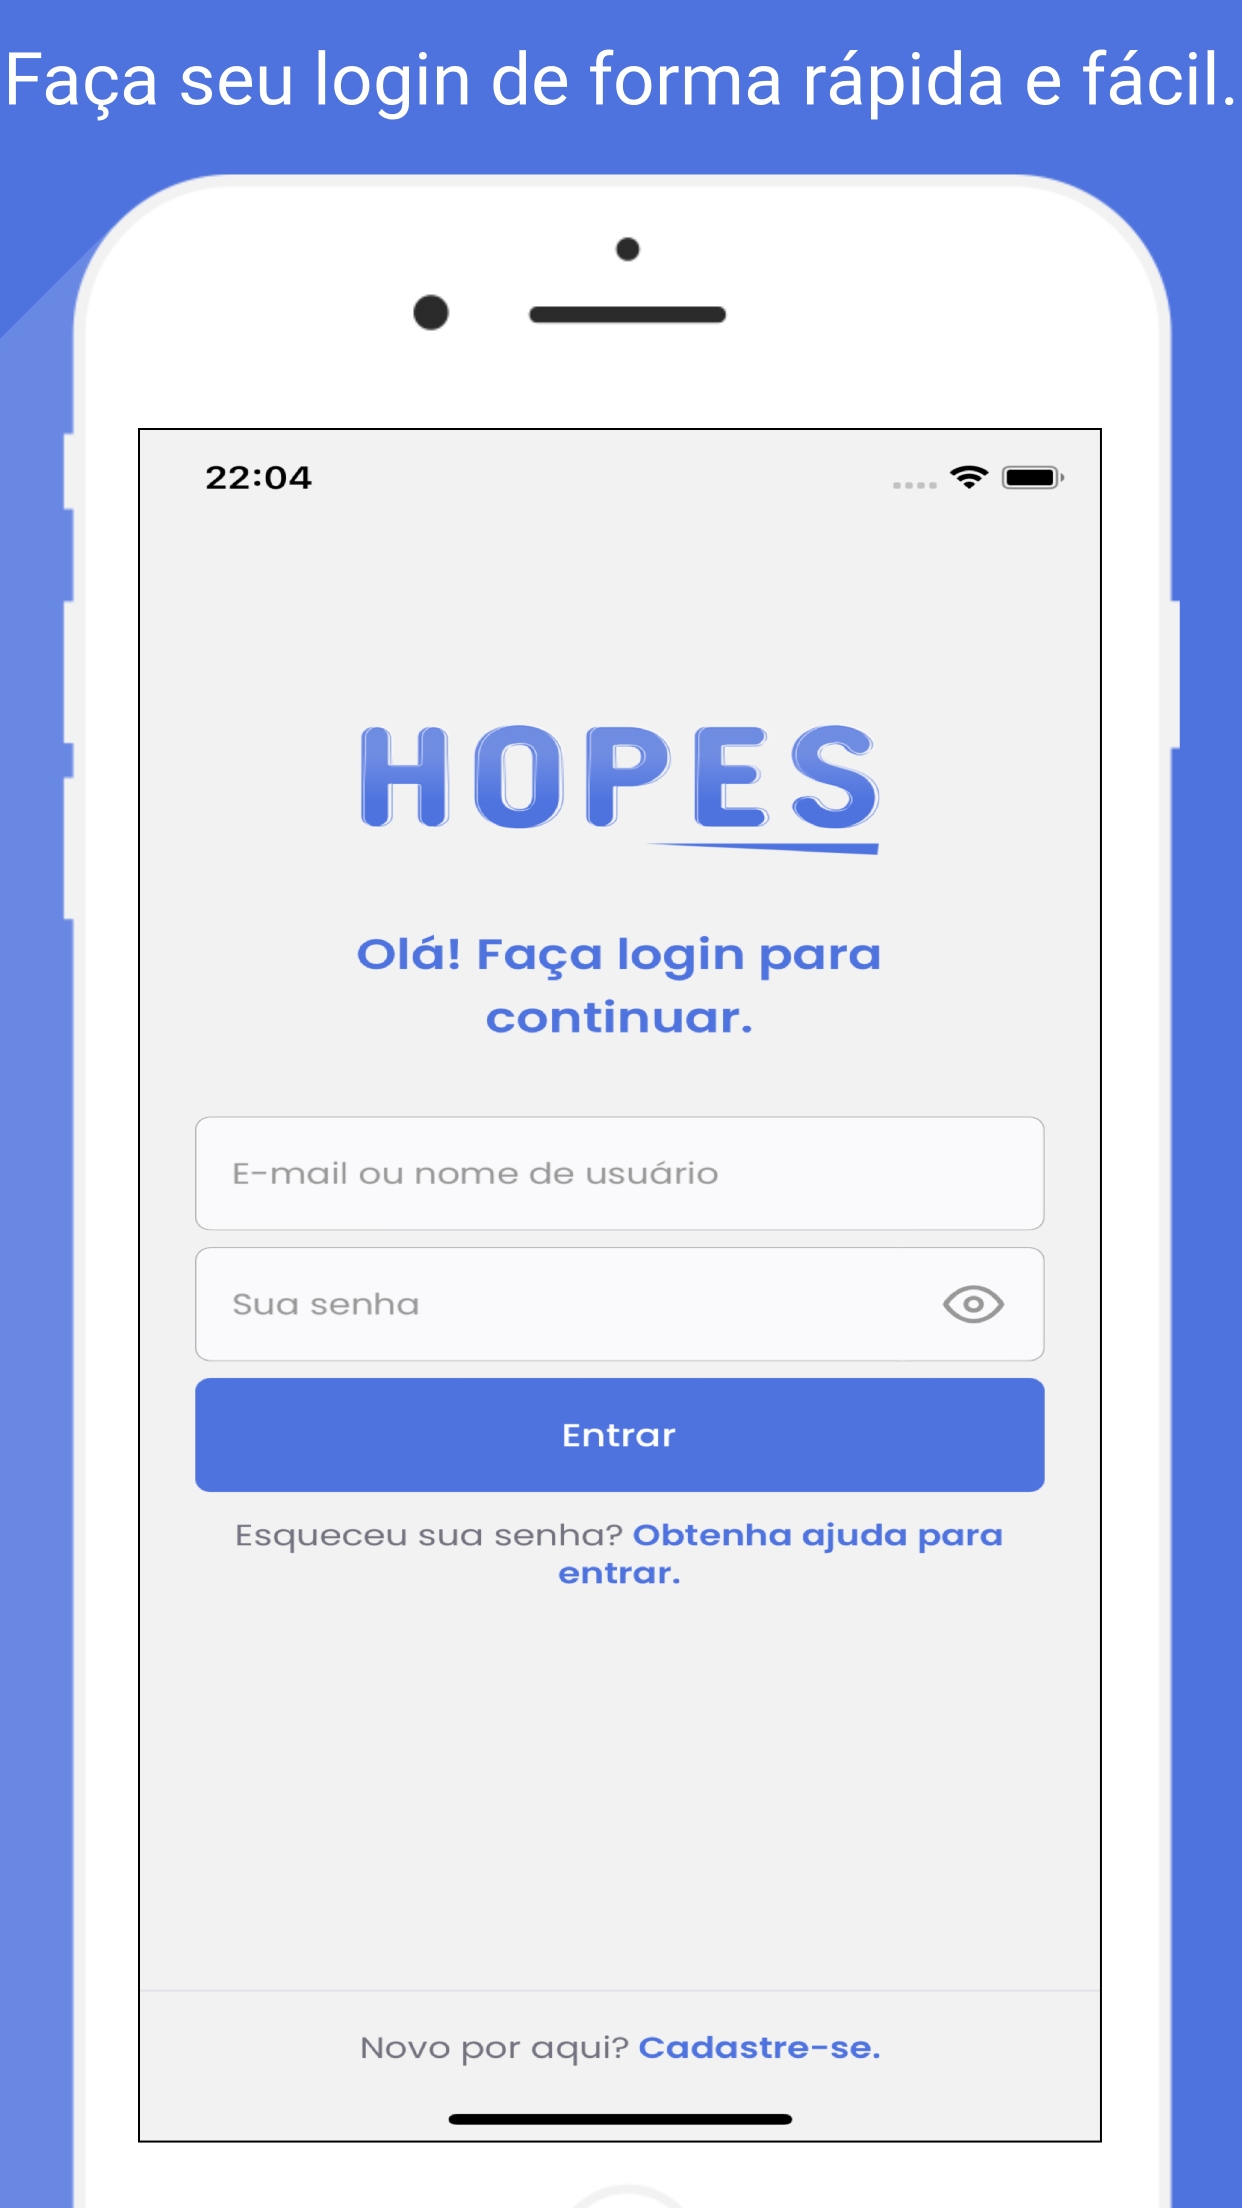 Faça seu login de forma rápida e fácil.
22:04
HOPES
Olá! Faça login para
continuar.
E-mail ou nome de usuário
Sua senha
Entrar
Esqueceu sua senha? Obtenha ajuda para
entrar.
Novo por aqui? Cadastre-se.